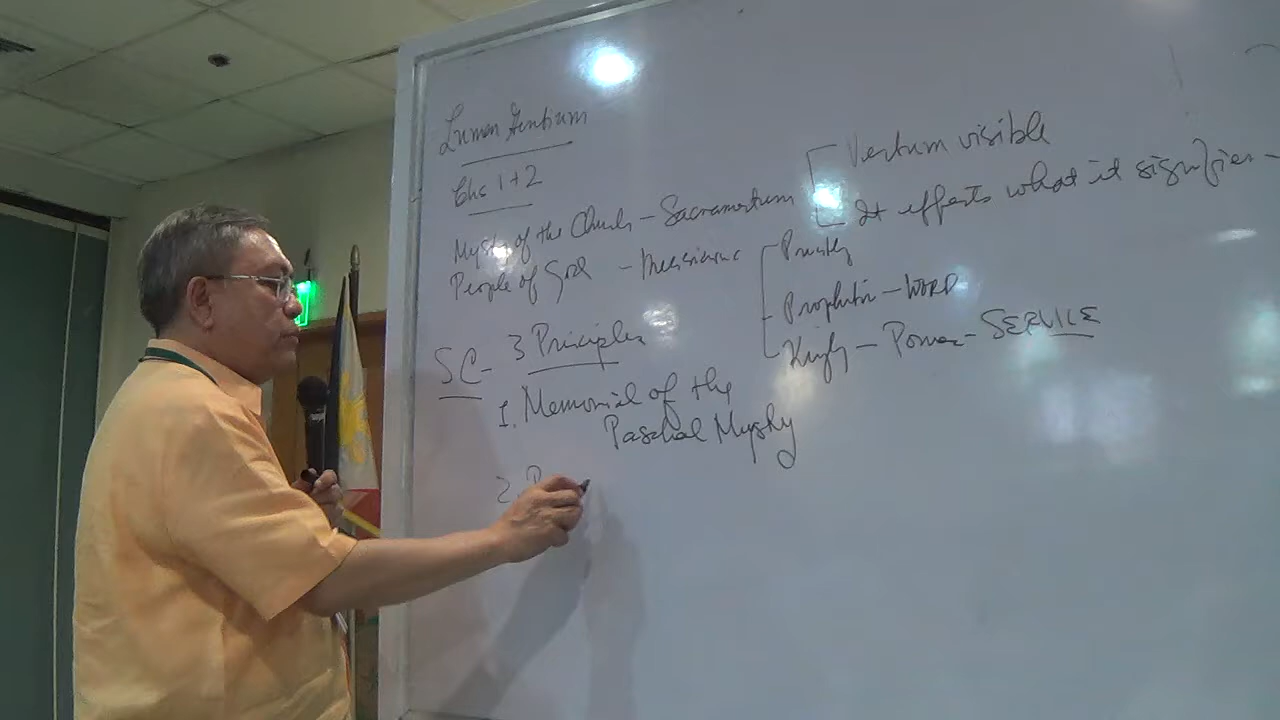 Lumen Gentium
Chs 1+2
Mystery of the Church - Sacramentum
Verbum visible
It effects what it signifies -
People of God -
Priestly
Prophetic - WORD
Kingly - Power - SERVICE
SC - 3 Principles
1. Memorial of the
Paschal Mystery
2. P